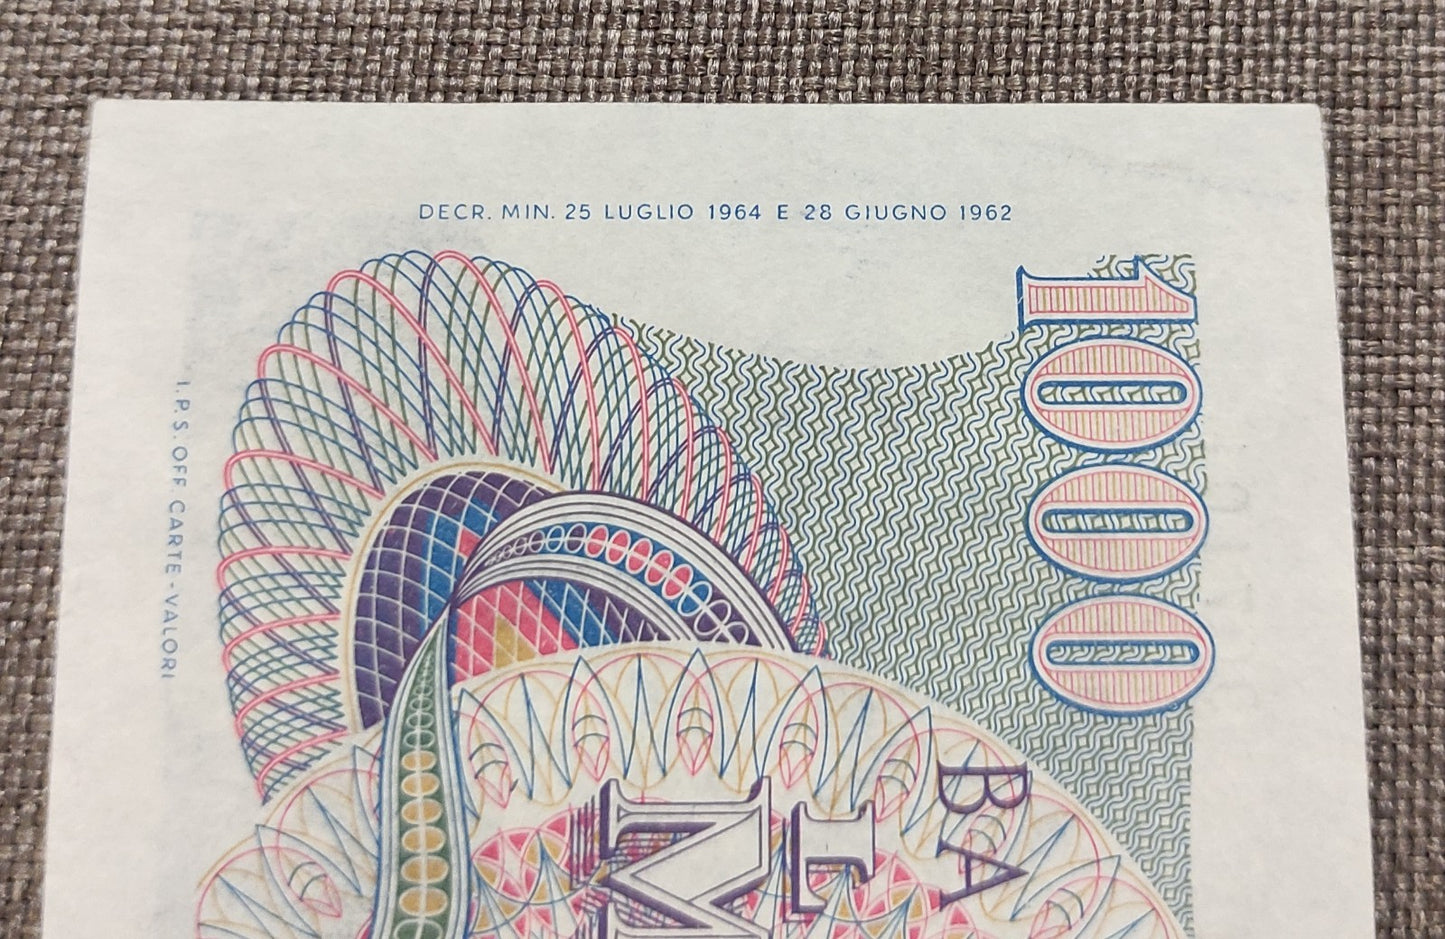 DECR. MIN. 25 LUGLIO 1964 E 28 GIUGNO 1962
1000
I. P. S. OFF. CARTE - VALORI
BA
L
M